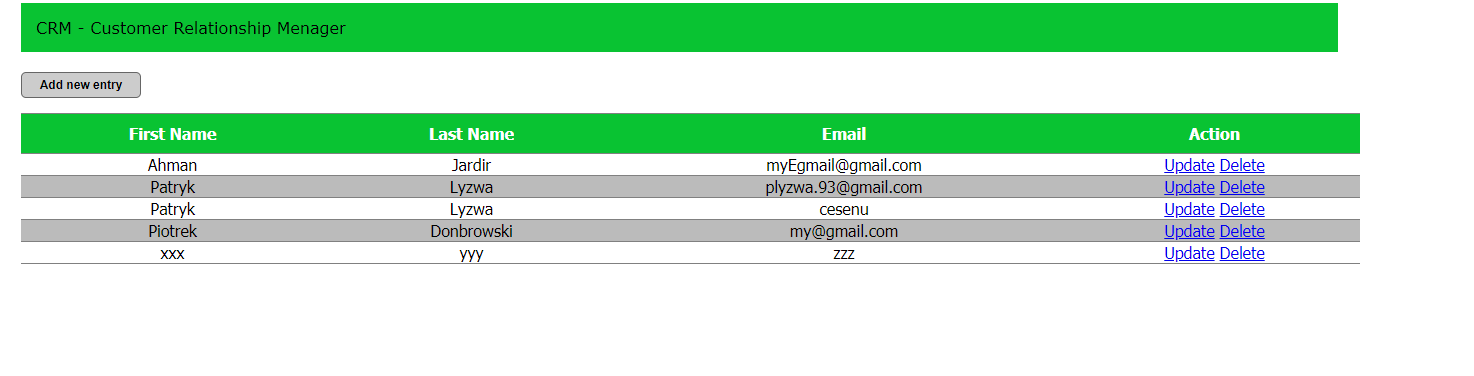 CRM - Customer Relationship Menager
Add new entry
First Name Last Name Email Action
Ahman Jardir myEgmail@gmail.com Update Delete
Patryk Lyzwa plyzwa.93@gmail.com Update Delete
Patryk Lyzwa cesenu Update Delete
Piotrek Donbrowski my@gmail.com Update Delete
xxx yyy zzz Update Delete